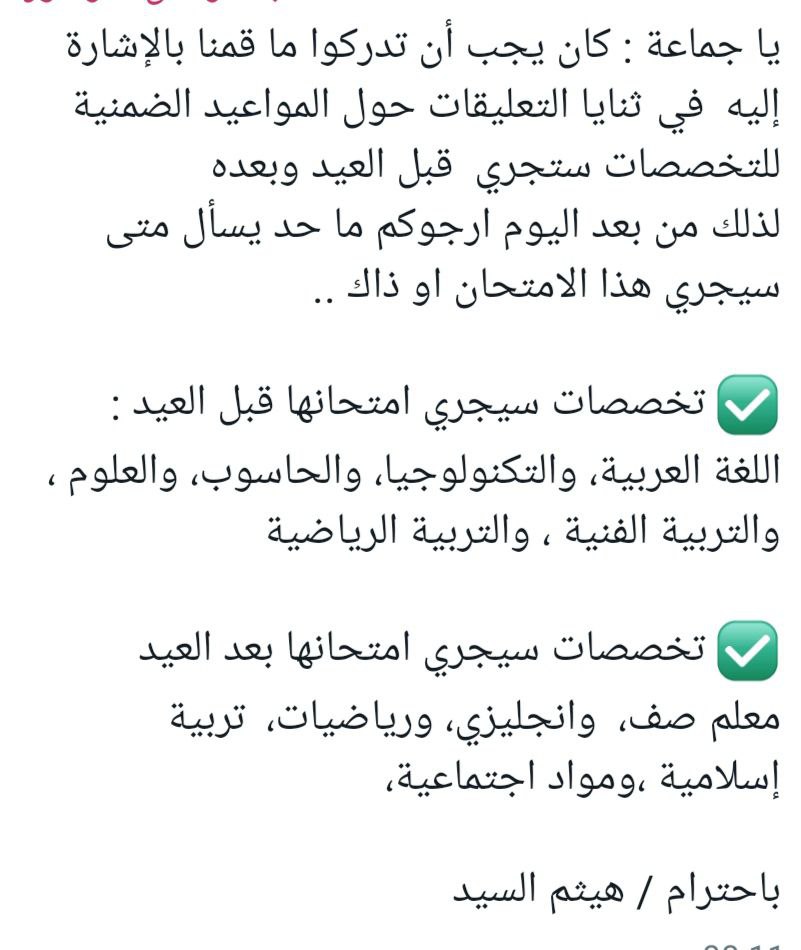 يا جماعة : كان يجب أن تدركوا ما قمنا بالإشارة
إليه في ثنايا التعليقات حول المواعيد الضمنية
للتخصصات ستجري قبل العيد وبعده
لذلك من بعد اليوم ارجوكم ما حد يسأل متى
سيجري هذا الامتحان او ذاك ..
✅ تخصصات سيجري امتحانها قبل العيد :
اللغة العربية، والتكنولوجيا، والحاسوب، والعلوم ،
والتربية الفنية ، والتربية الرياضية
✅ تخصصات سيجري امتحانها بعد العيد
معلم صف، وانجليزي، ورياضيات، تربية
إسلامية ،ومواد اجتماعية،
باحترام / هيثم السيد